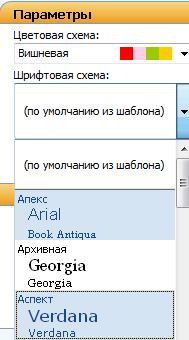 Параметры
Цветовая схема:
Вишневая
Шрифтовая схема:
(по умолчанию из шаблона)
(по умолчанию из шаблона)
Апекс
Arial
Book Antiqua
Архивная
Georgia
Georgia
Аспект
Verdana
Verdana